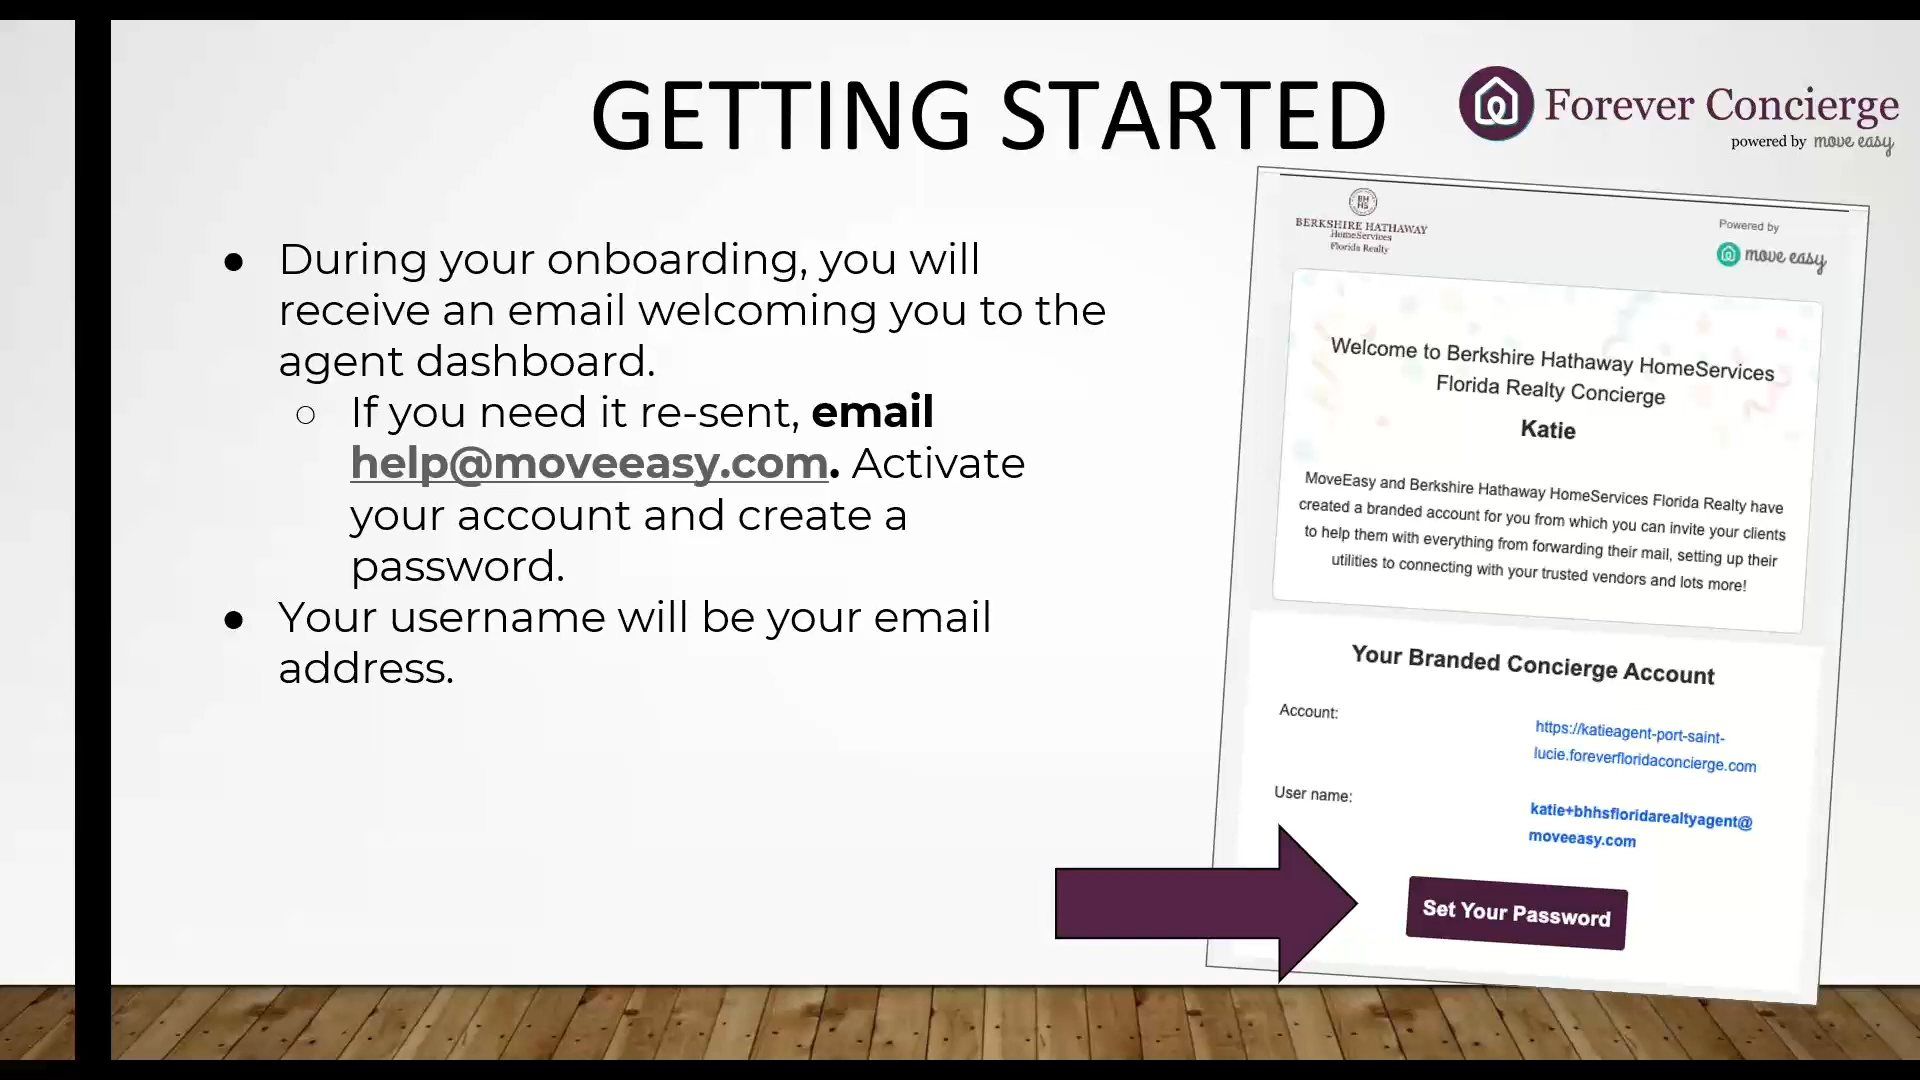 GETTING STARTED
Forever Concierge
powered by move easy
● During your onboarding, you will
receive an email welcoming you to the
agent dashboard.
○ If you need it re-sent, email
help@moveeasy.com. Activate
your account and create a
password.
● Your username will be your email
address.
BH
HS
BERKSHIRE HATHAWAY
HomeServices
Florida Realty
Powered by
move easy
Welcome to Berkshire Hathaway HomeServices
Florida Realty Concierge
Katie
MoveEasy and Berkshire Hathaway HomeServices Florida Realty have
created a branded account for you from which you can invite your clients
to help them with everything from forwarding their mail, setting up their
utilities to connecting with your trusted vendors and lots more!
Your Branded Concierge Account
Account:
https://katieagent-port-saint-
lucie.foreverfloridaconcierge.com
User name:
katie+bhhsfloridarealtyagent@
moveeasy.com
Set Your Password